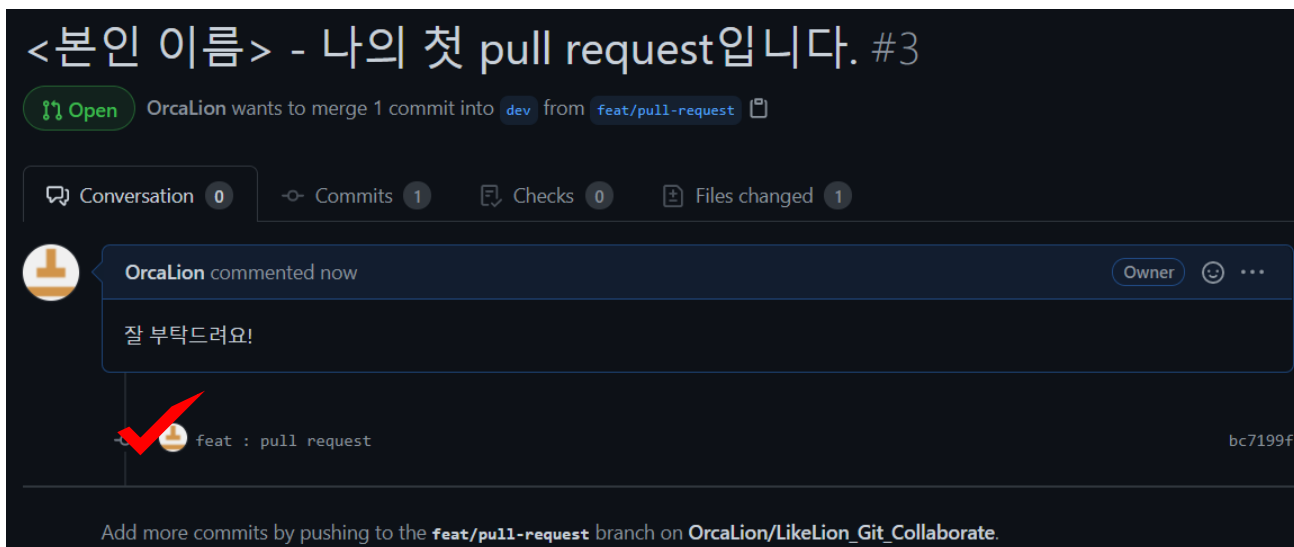 <본인 이름> - 나의 첫 pull request입니다. #3
Open OrcaLion wants to merge 1 commit into dev from feat/pull-request
Conversation 0 Commits 1 Checks 0 Files changed 1
OrcaLion commented now Owner
잘 부탁드려요!
feat : pull request bc7199f
Add more commits by pushing to the feat/pull-request branch on OrcaLion/LikeLion_Git_Collaborate.